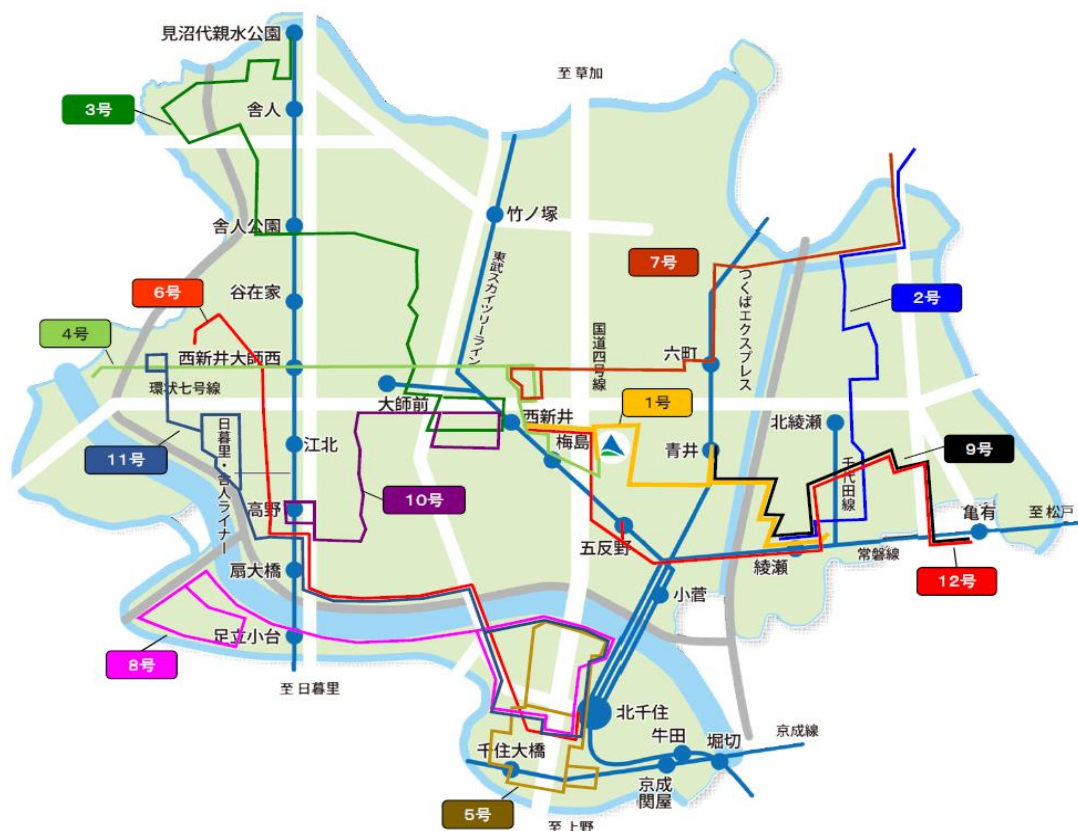 見沼代親水公園
至 草加
3号
舎人
舎人公園
竹ノ塚
東武スカイツリーライン
7号
つくばエクスプレス
6号
谷在家
2号
国道四号線
4号
六町
西新井大師西
環状七号線
大師前
西新井
1号
北綾瀬
日暮里・舎人ライナー
江北
梅島
青井
9号
11号
千代田線
10号
高野
至 松戸
亀有
五反野
常磐線
綾瀬
扇大橋
12号
小菅
足立小台
8号
至 日暮里
北千住
牛田
堀切
京成線
千住大橋
京成
関屋
5号
至 上野